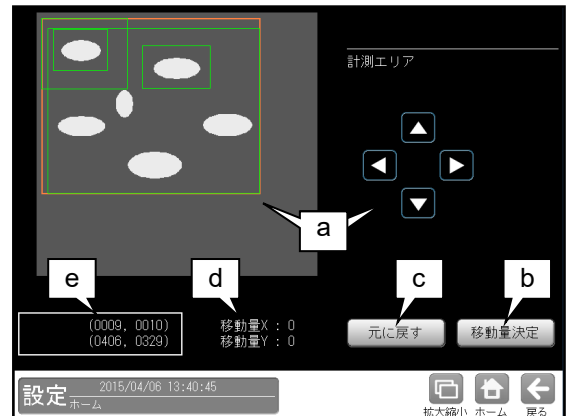 計測エリア
a
e
d
c
b
(0009, 0010)
(0406, 0329)
移動量X : 0
移動量Y : 0
元に戻す
移動量決定
設定
2015/04/06 13:40:45
ホーム
拡大縮小
ホーム
戻る